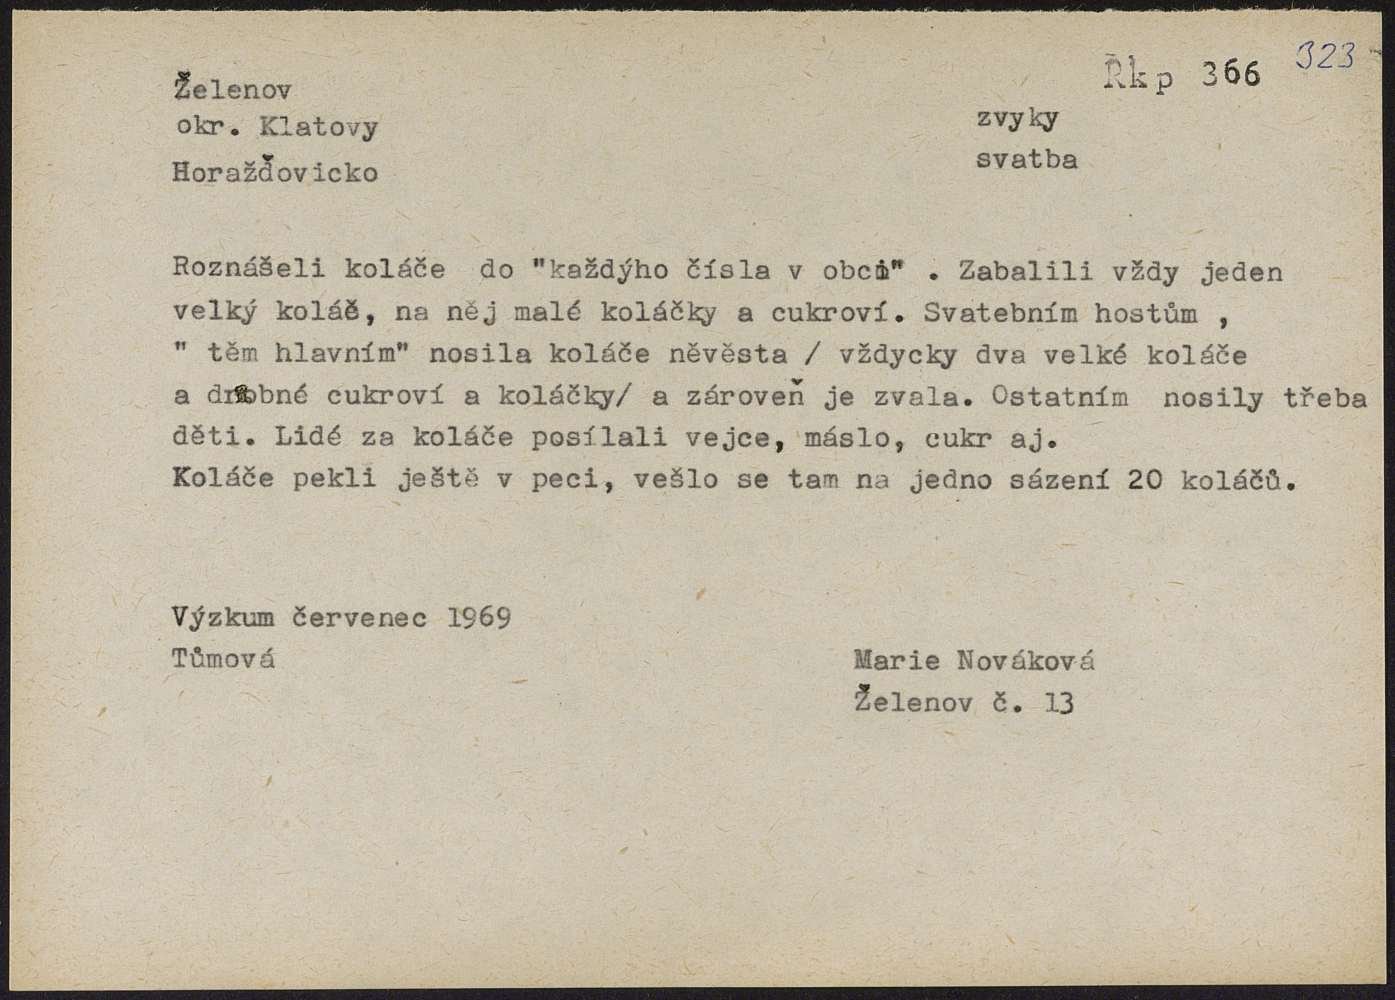 Řkp 366 323
Želenov
okr. Klatovy
Horažďovicko
zvyky
svatba
Roznášeli koláče do "každýho čísla v obci" . Zabalili vždy jeden
velký koláč, na něj malé koláčky a cukroví. Svatebním hostům ,
" těm hlavním" nosila koláče něvěsta / vždycky dva velké koláče
a drobné cukroví a koláčky/ a zároveň je zvala. Ostatním nosily třeba
děti. Lidé za koláče posílali vejce, máslo, cukr aj.
Koláče pekli ještě v peci, vešlo se tam na jedno sázení 20 koláčů.
Výzkum červenec 1969
Tůmová
Marie Nováková
Želenov č. 13